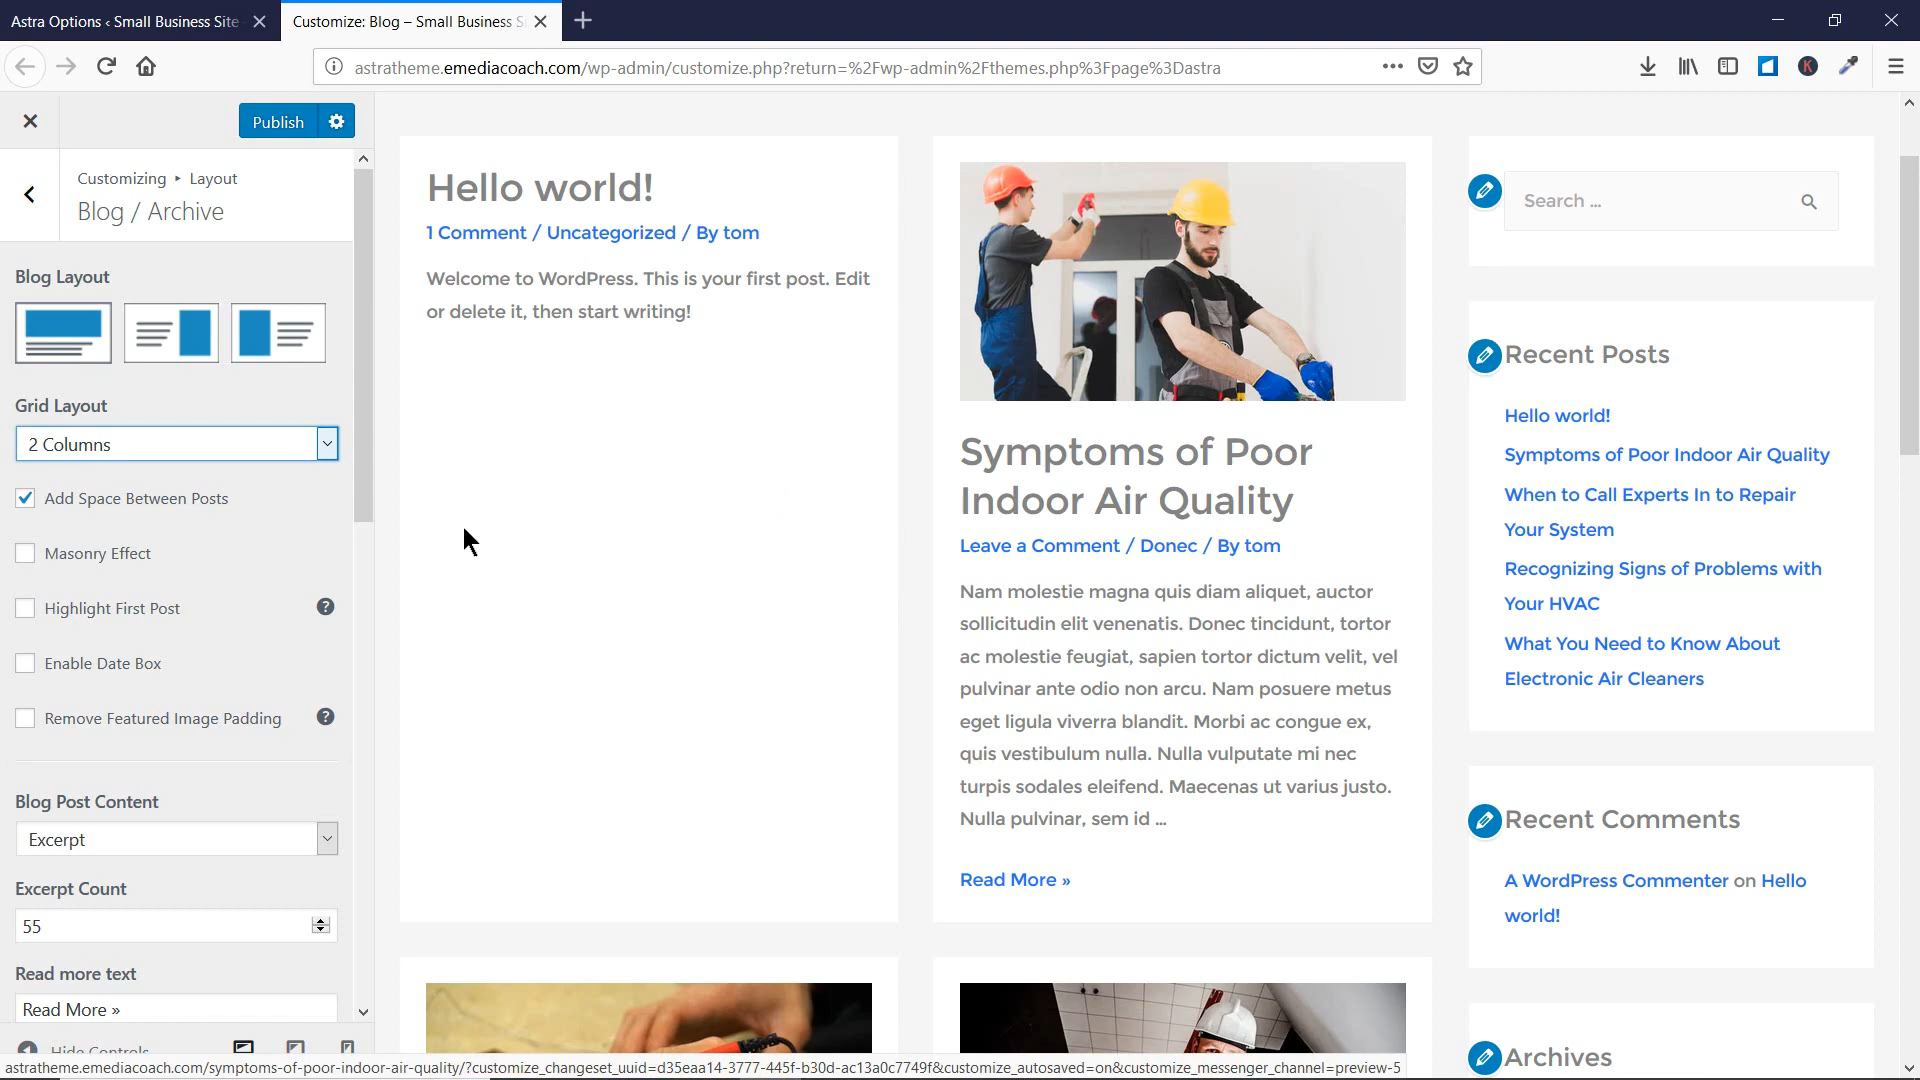 Astra Options ‹ Small Business Site
Customize: Blog – Small Business S
astratheme.emediacoach.com/wp-admin/customize.php?return=%2Fwp-admin%2Fthemes.php%3Fpage%3Dastra
K
Publish
Customizing ▸ Layout
Blog / Archive
Blog Layout
Grid Layout
2 Columns
Add Space Between Posts
Masonry Effect
Highlight First Post
Enable Date Box
Remove Featured Image Padding
Blog Post Content
Excerpt
Excerpt Count
55
Read more text
Read More »
Hide Controls
Hello world!
1 Comment / Uncategorized / By tom
Welcome to WordPress. This is your first post. Edit
or delete it, then start writing!
Symptoms of Poor
Indoor Air Quality
Leave a Comment / Donec / By tom
Nam molestie magna quis diam aliquet, auctor
sollicitudin elit venenatis. Donec tincidunt, tortor
ac molestie feugiat, sapien tortor dictum velit, vel
pulvinar ante odio non arcu. Nam posuere metus
eget ligula viverra blandit. Morbi ac congue ex,
quis vestibulum nulla. Nulla vulputate mi nec
turpis sodales eleifend. Maecenas ut varius justo.
Nulla pulvinar, sem id …
Read More »
Search …
Recent Posts
Hello world!
Symptoms of Poor Indoor Air Quality
When to Call Experts In to Repair
Your System
Recognizing Signs of Problems with
Your HVAC
What You Need to Know About
Electronic Air Cleaners
Recent Comments
A WordPress Commenter on Hello
world!
Archives
astratheme.emediacoach.com/symptoms-of-poor-indoor-air-quality/?customize_changeset_uuid=d35eaa14-3777-445f-b30d-ac13a0c7749f&customize_autosaved=on&customize_messenger_channel=preview-5